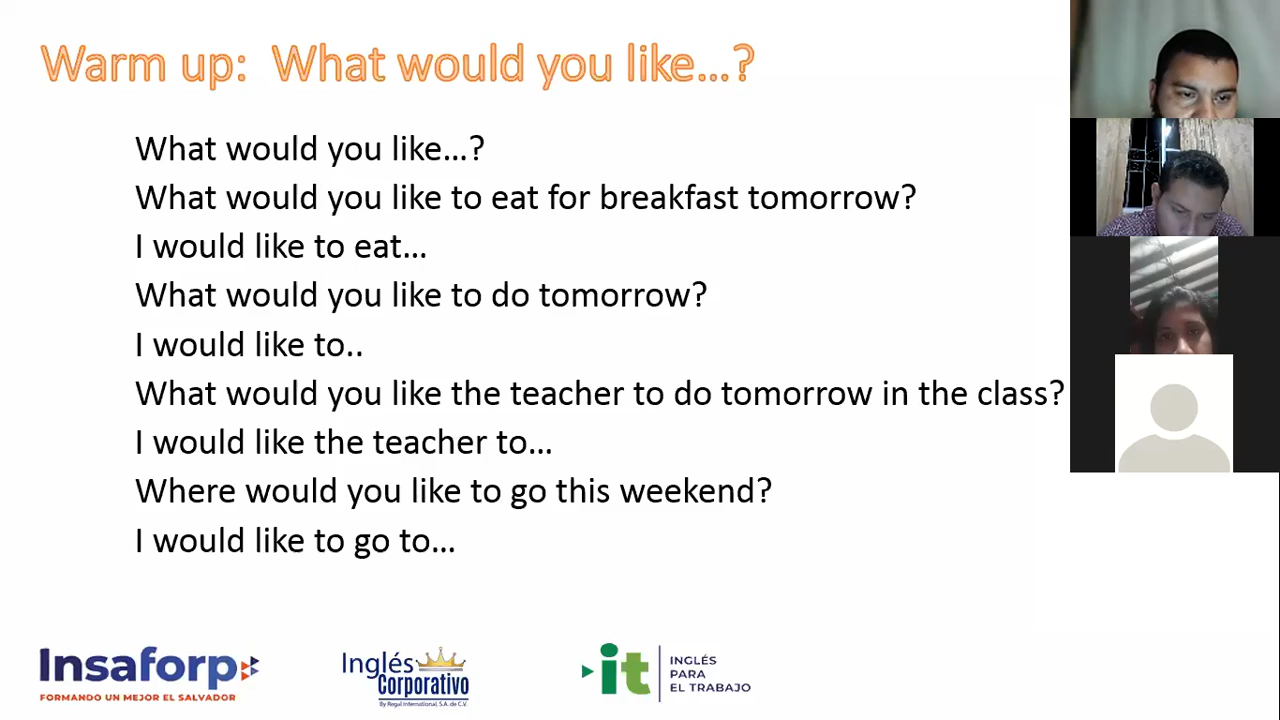 Warm up: What would you like...?
What would you like...?
What would you like to eat for breakfast tomorrow?
I would like to eat...
What would you like to do tomorrow?
I would like to..
What would you like the teacher to do tomorrow in the class?
I would like the teacher to...
Where would you like to go this weekend?
I would like to go to...
Insaforp
FORMANDO UN MEJOR EL SALVADOR
Inglés
Corporativo
By Regal International, S.A. de C.V.
it
INGLÉS
PARA
EL TRABAJO